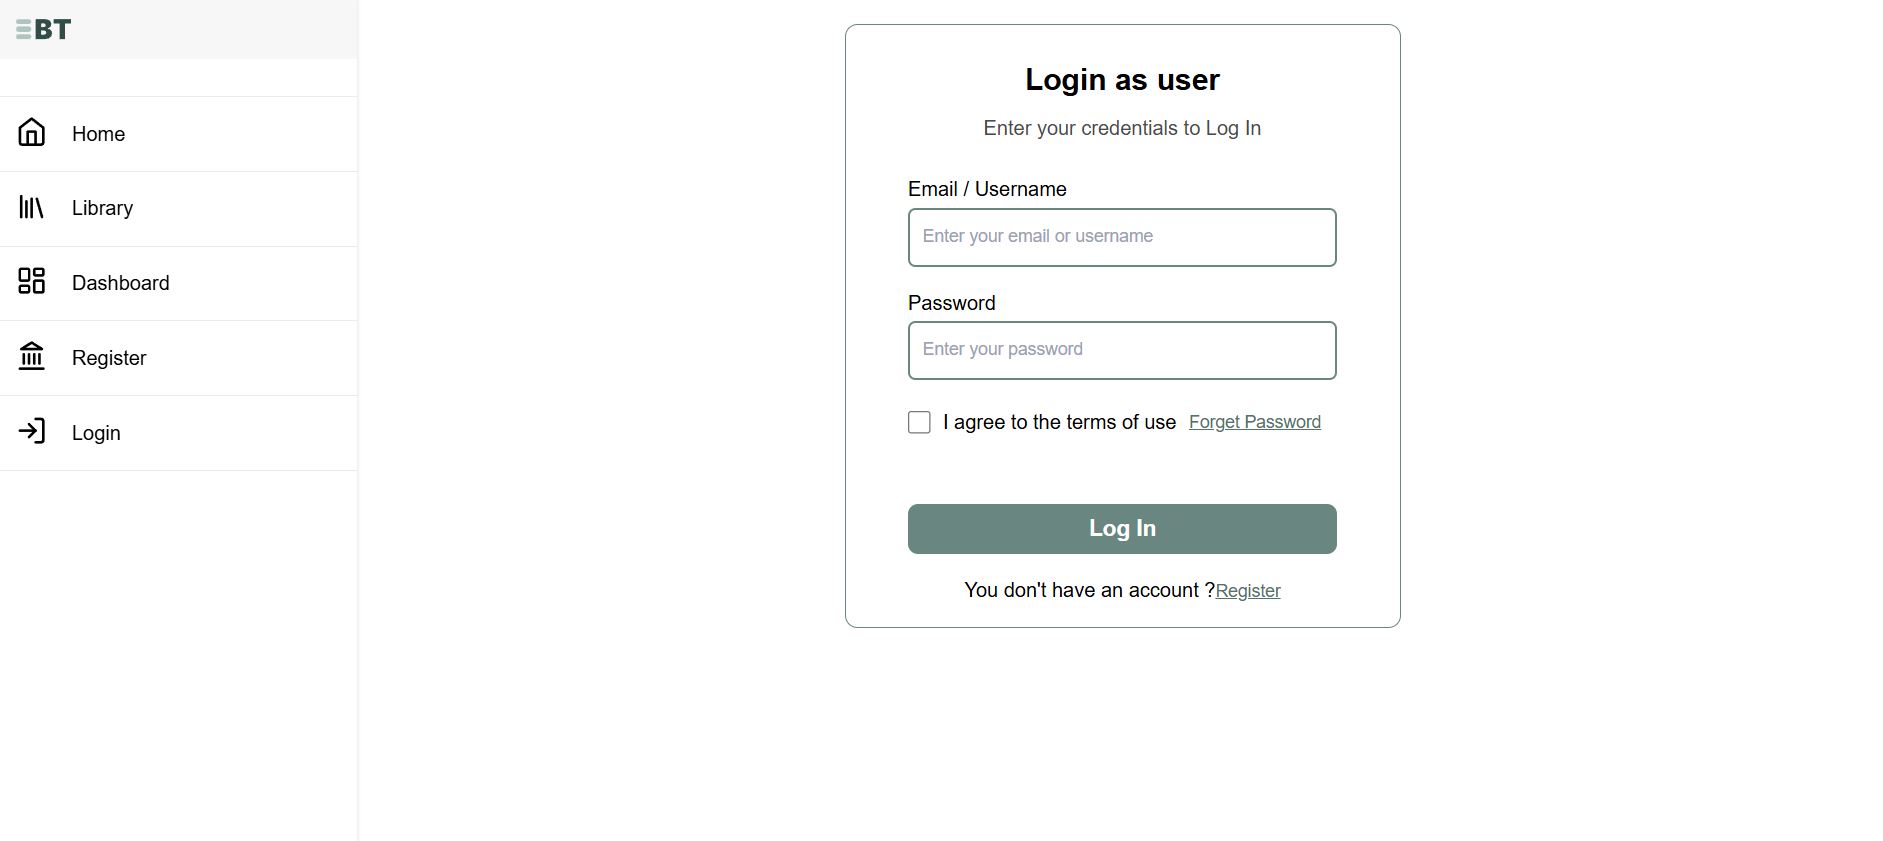 EBT
Home
Library
Dashboard
Register
Login
Login as user
Enter your credentials to Log In
Email / Username
Enter your email or username
Password
Enter your password
I agree to the terms of use Forget Password
Log In
You don't have an account ?Register